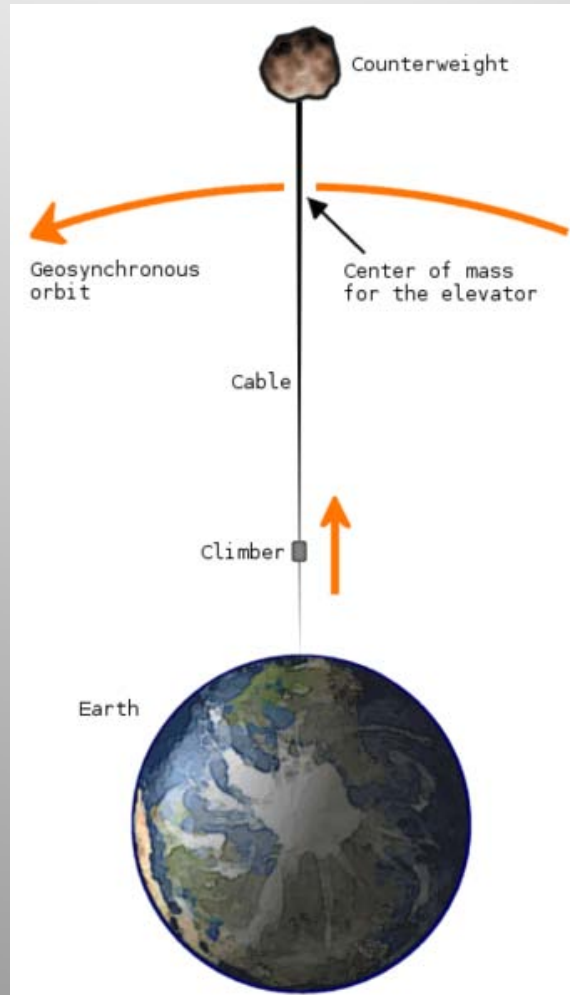 Counterweight
Geosynchronous
orbit
Center of mass
for the elevator
Cable
Climber
Earth